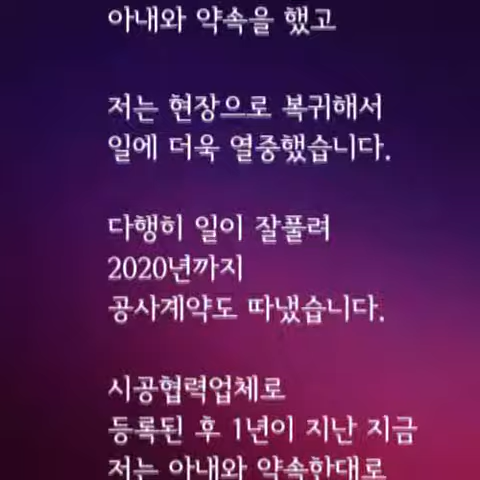 아내와 약속을 했고
저는 현장으로 복귀해서
일에 더욱 열중했습니다.
다행히 일이 잘풀려
2020년까지
공사계약도 따냈습니다.
시공협력업체로
등록된 후 1년이 지난 지금
저는 아내와 약속한대로